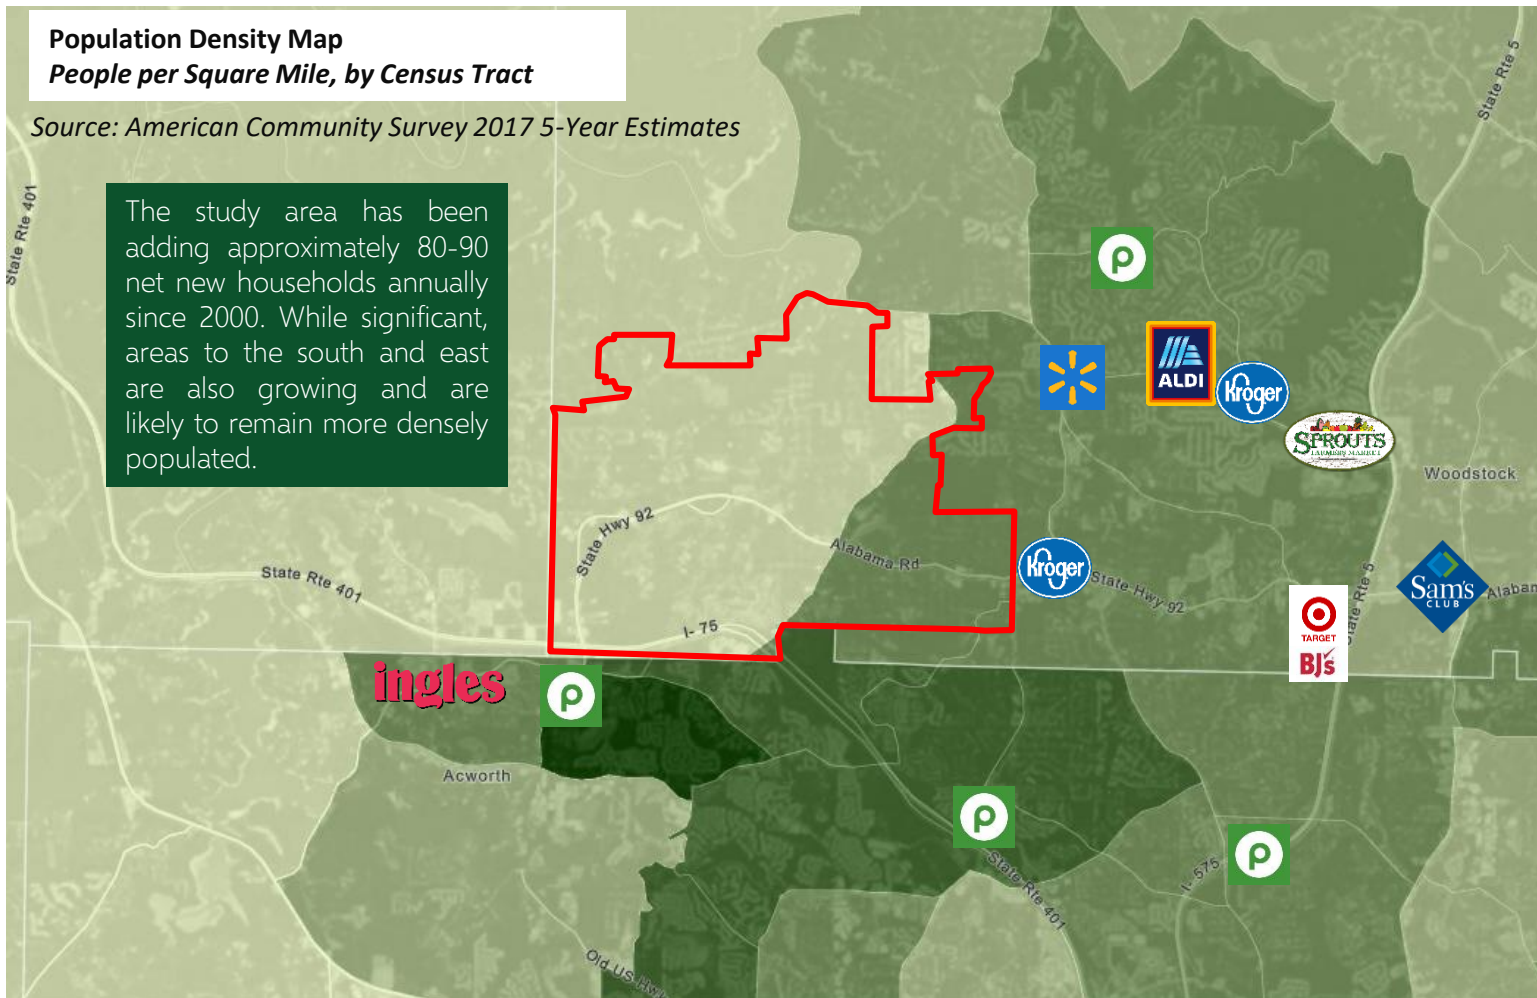 Population Density Map
People per Square Mile, by Census Tract
Source: American Community Survey 2017 5-Year Estimates
The study area has been
adding approximately 80-90
net new households annually
since 2000. While significant,
areas to the south and east
are also growing and are
likely to remain more densely
populated.
State Rte 5
State Rte 401
ALDI
Kroger
SPROUTS
FARMERS MARKET
Woodstock
State Hwy 92
Alabama Rd
Kroger
State Hwy 92
State Rte 401
State Rte 5
Sam's
CLUB
Alabam
TARGET
BJ's
I- 75
ingles
Acworth
State Rte 401
I- 575
Old US Hwy